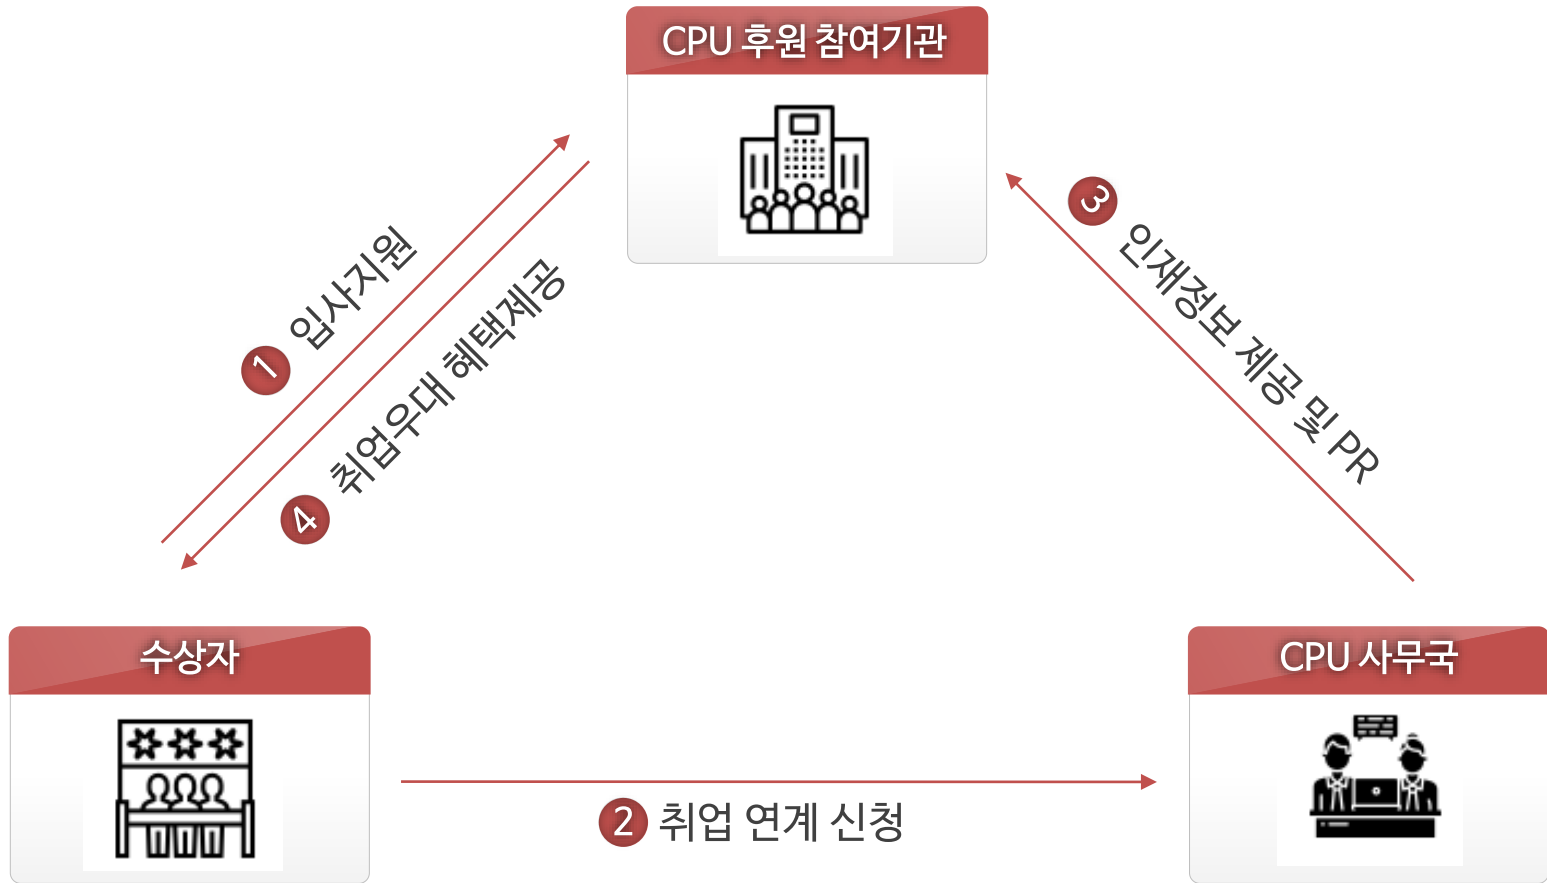 CPU 후원 참여기관
1 입사지원
4 취업우대 혜택제공
3 인재정보 제공 및 PR
수상자
CPU 사무국
2 취업 연계 신청